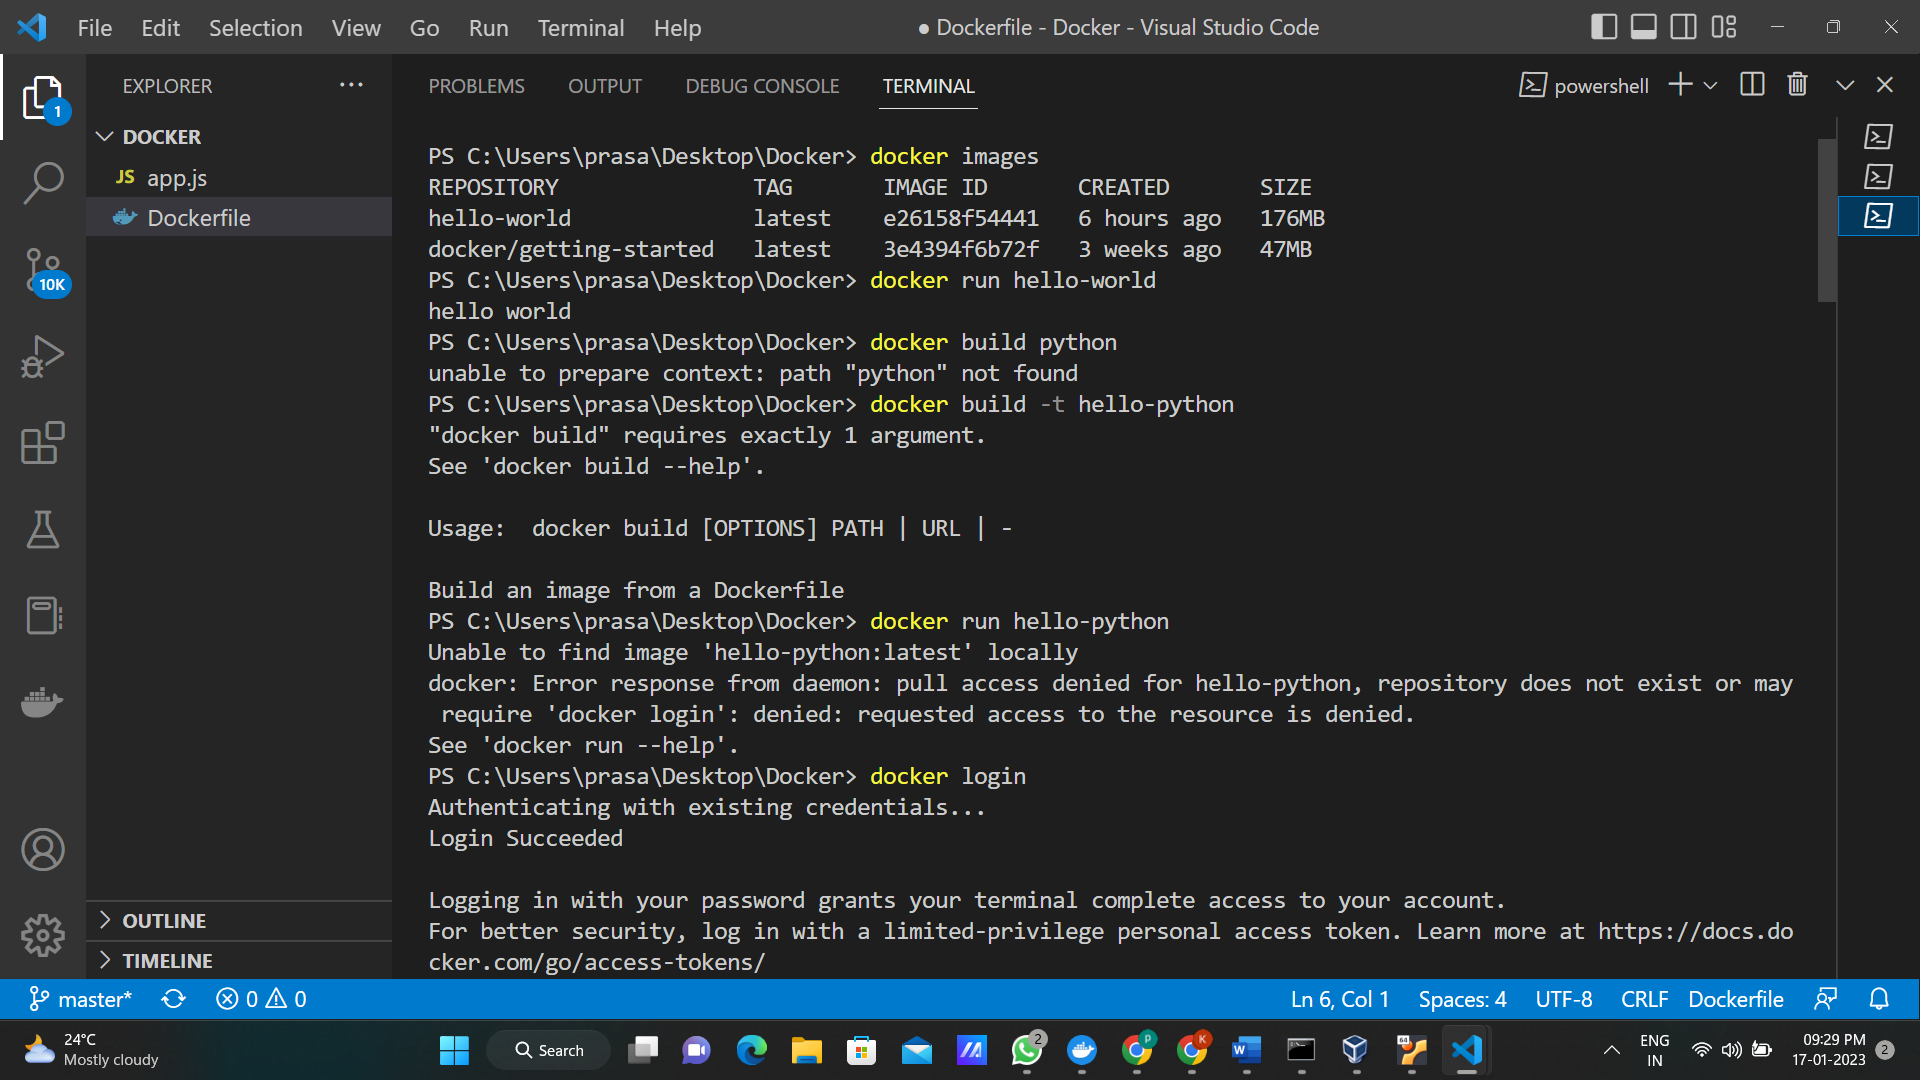 File Edit Selection View Go Run Terminal Help ● Dockerfile - Docker - Visual Studio Code
EXPLORER ...
PROBLEMS OUTPUT DEBUG CONSOLE TERMINAL powershell
1
DOCKER
JS app.js
Dockerfile
10K
PS C:\Users\prasa\Desktop\Docker> docker images
REPOSITORY TAG IMAGE ID CREATED SIZE
hello-world latest e26158f54441 6 hours ago 176MB
docker/getting-started latest 3e4394f6b72f 3 weeks ago 47MB
PS C:\Users\prasa\Desktop\Docker> docker run hello-world
hello world
PS C:\Users\prasa\Desktop\Docker> docker build python
unable to prepare context: path "python" not found
PS C:\Users\prasa\Desktop\Docker> docker build -t hello-python
"docker build" requires exactly 1 argument.
See 'docker build --help'.
Usage:  docker build [OPTIONS] PATH | URL | -
Build an image from a Dockerfile
PS C:\Users\prasa\Desktop\Docker> docker run hello-python
Unable to find image 'hello-python:latest' locally
docker: Error response from daemon: pull access denied for hello-python, repository does not exist or may
require 'docker login': denied: requested access to the resource is denied.
See 'docker run --help'.
PS C:\Users\prasa\Desktop\Docker> docker login
Authenticating with existing credentials...
Login Succeeded
Logging in with your password grants your terminal complete access to your account.
For better security, log in with a limited-privilege personal access token. Learn more at https://docs.do
cker.com/go/access-tokens/
OUTLINE
TIMELINE
master* 0 0 Ln 6, Col 1 Spaces: 4 UTF-8 CRLF Dockerfile
24°C
Mostly cloudy
Search
2
P
K
W
ENG
IN
09:29 PM
17-01-2023
2